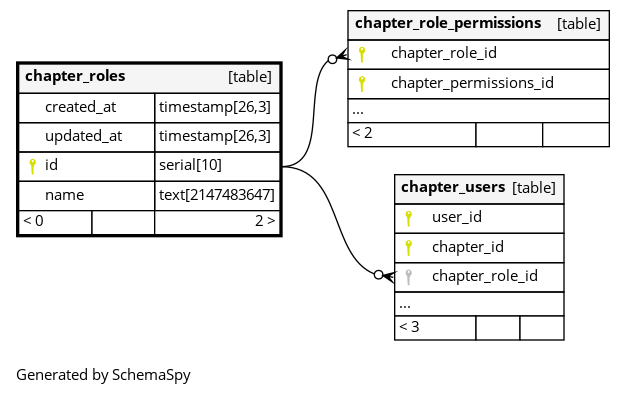 chapter_role_permissions [table]
chapter_role_id
chapter_permissions_id
...
< 2
chapter_roles [table]
created_at timestamp[26,3]
updated_at timestamp[26,3]
id serial[10]
name text[2147483647]
< 0 2 >
chapter_users [table]
user_id
chapter_id
chapter_role_id
...
< 3
Generated by SchemaSpy